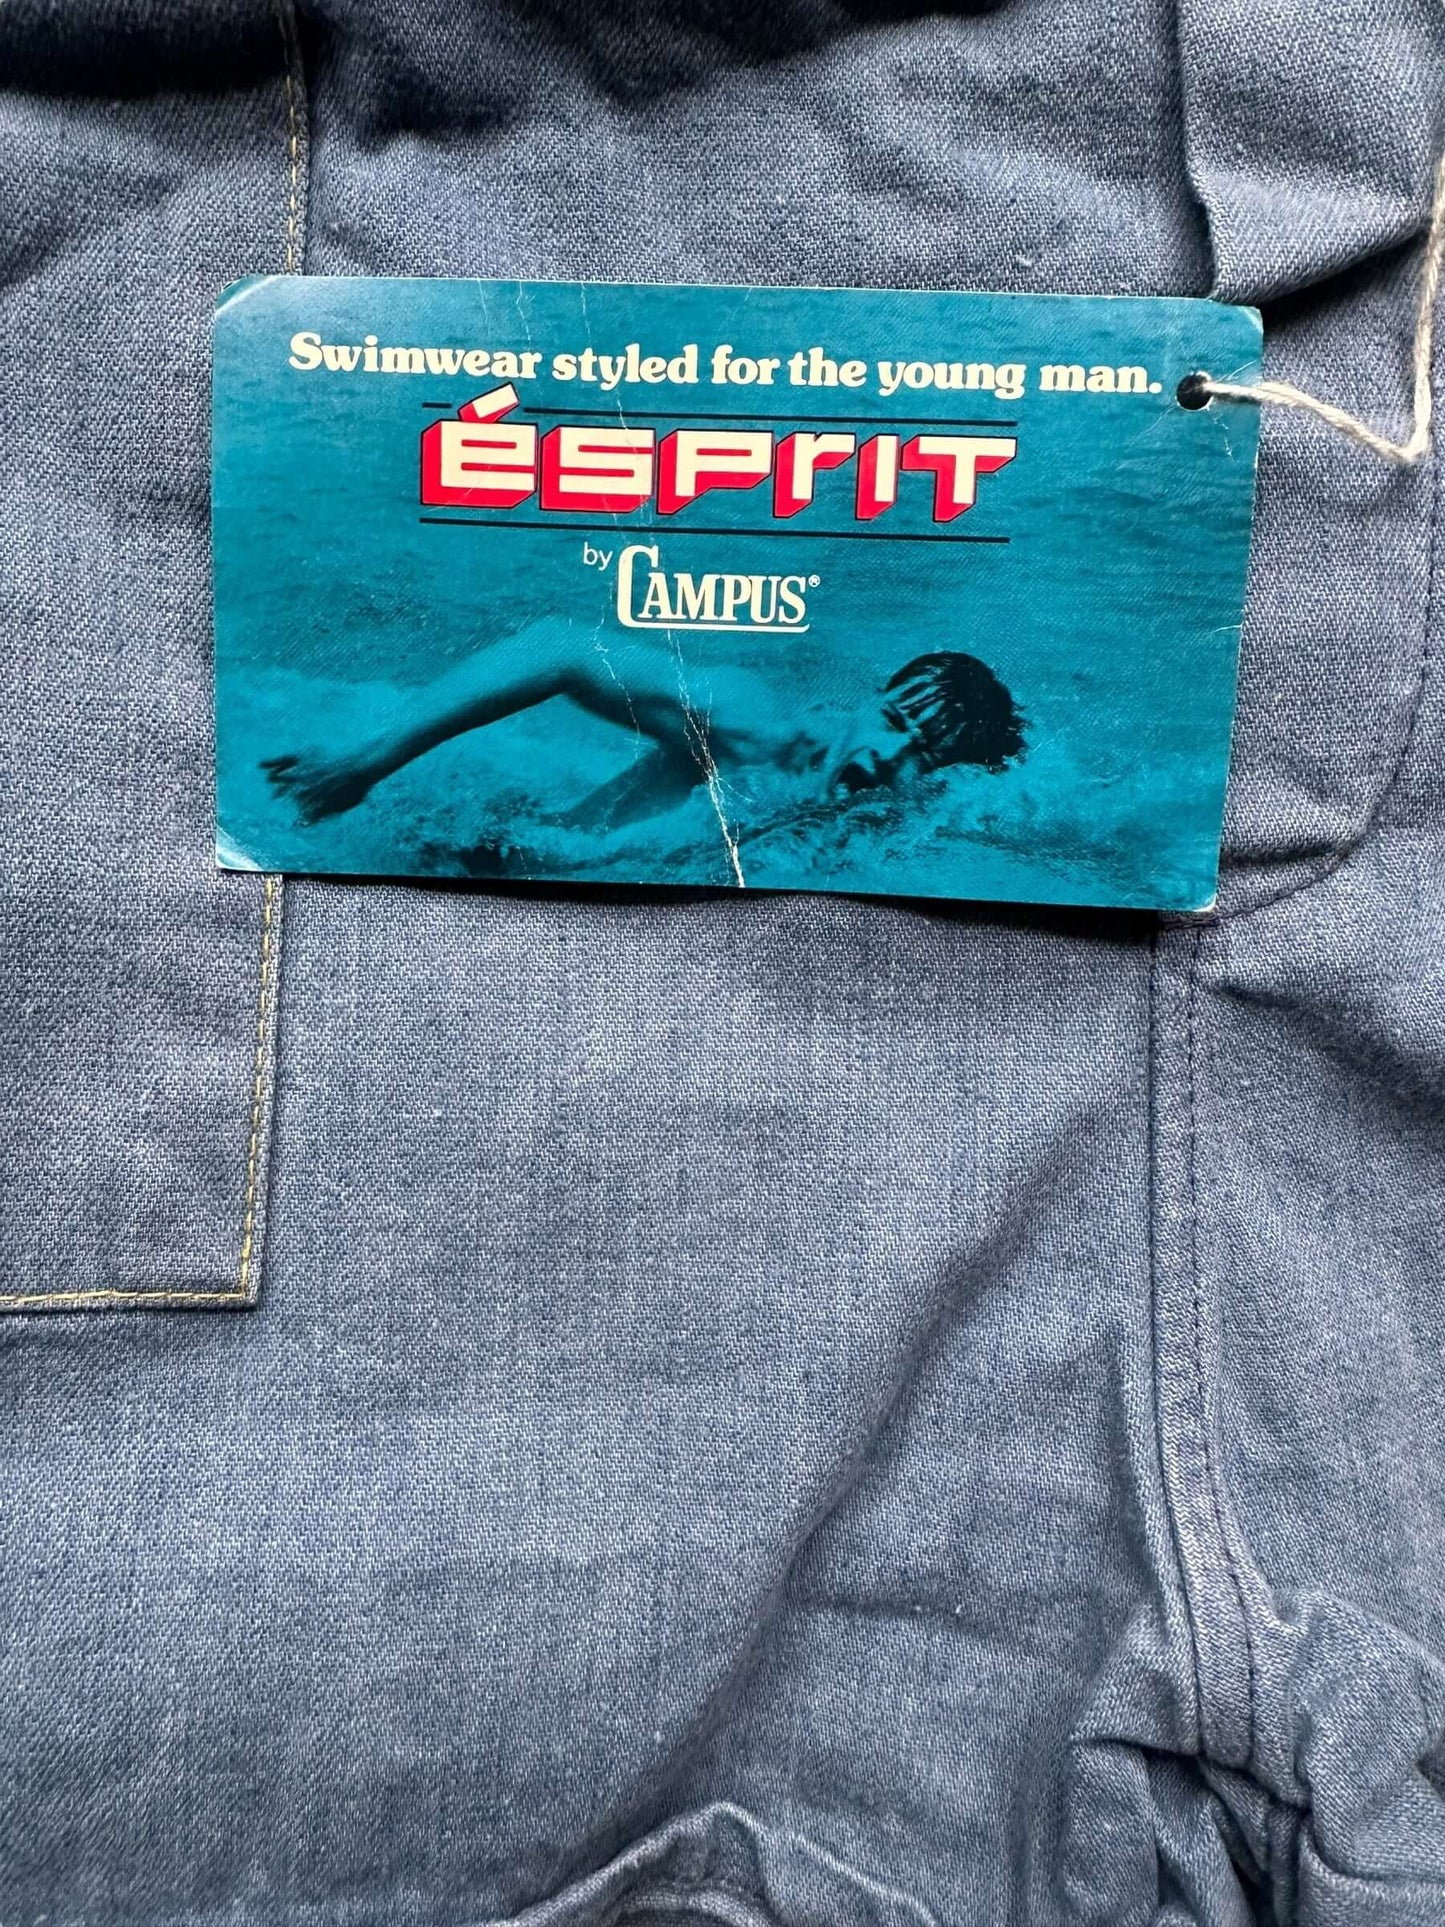 Swimwear styled for the young man.
ésprit
by CAMPUS®